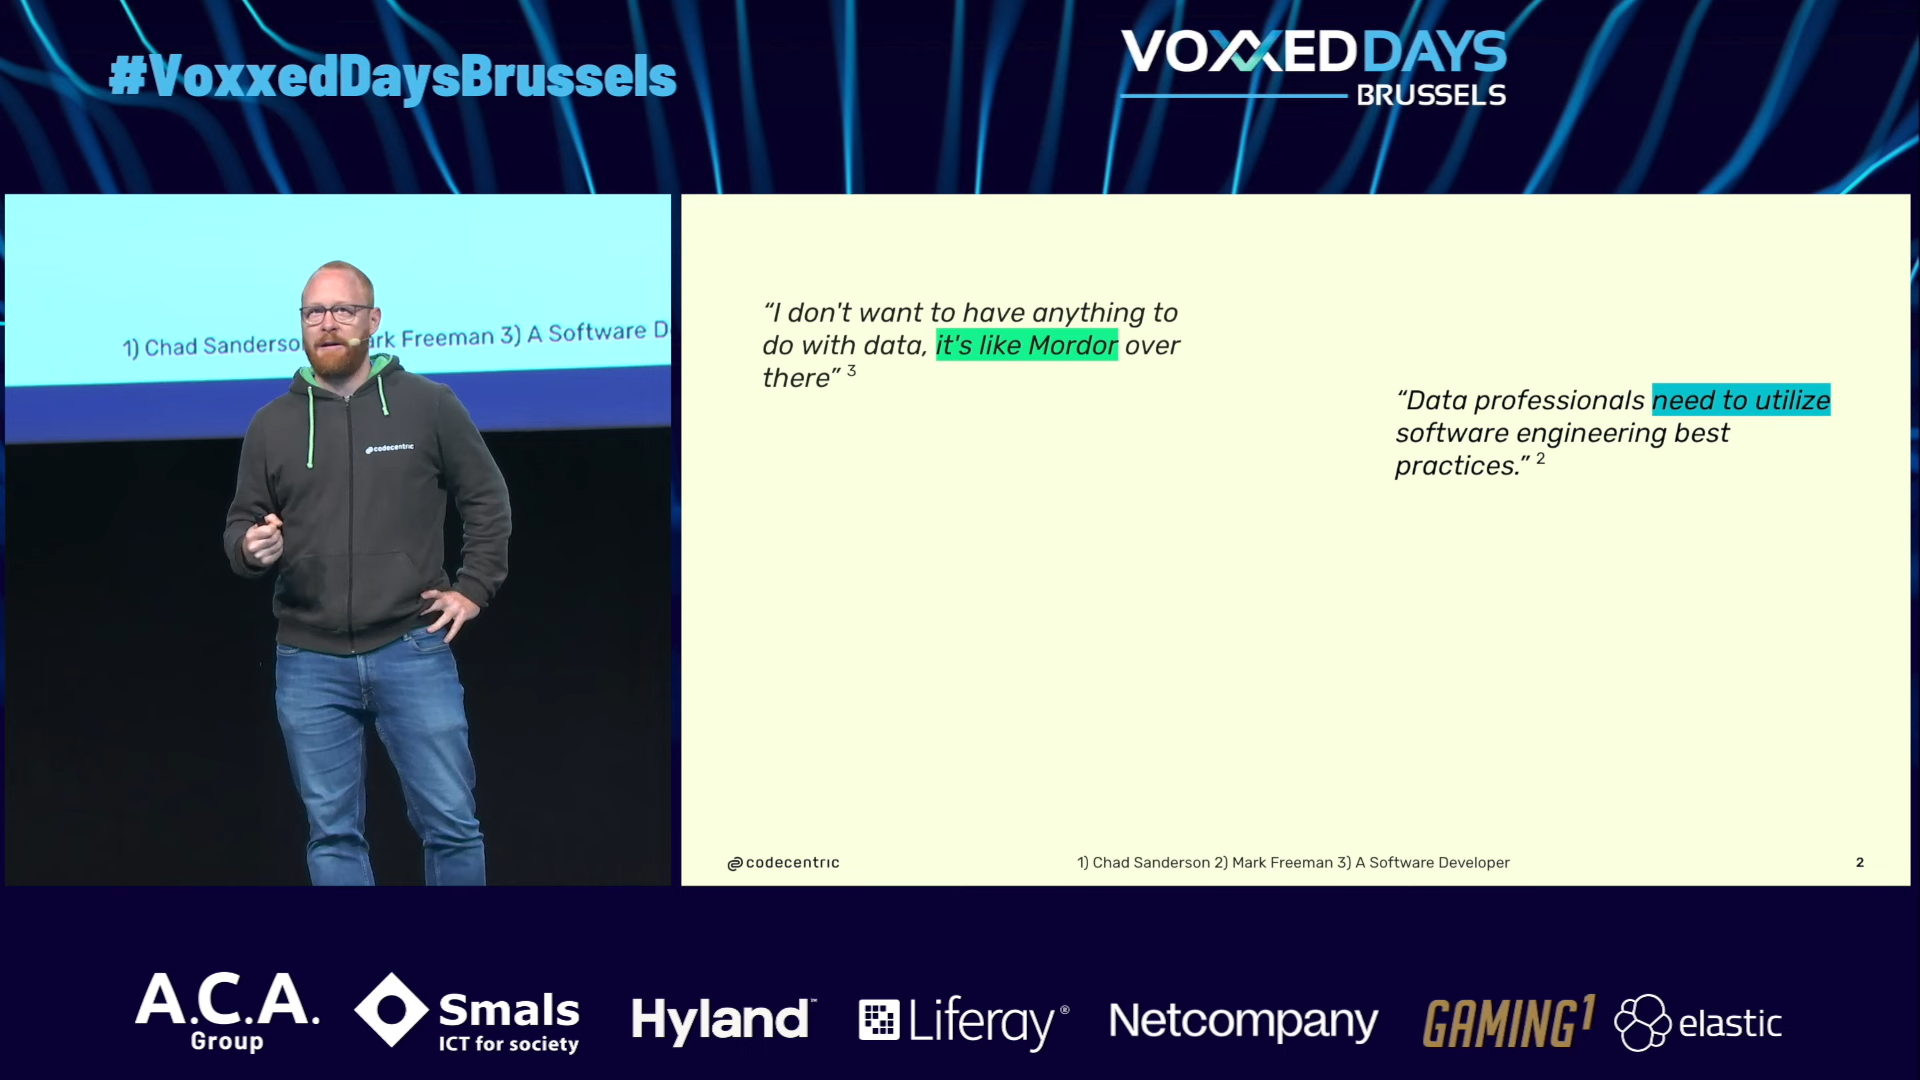 #VoxxedDaysBrussels
VOXXEDDAYS
BRUSSELS
1) Chad Sanderso
rk Freeman 3) A Software D
codecentric
“I don't want to have anything to
do with data, it's like Mordor over
there” 3
“Data professionals need to utilize
software engineering best
practices.” 2
codecentric
1) Chad Sanderson 2) Mark Freeman 3) A Software Developer
2
A.C.A.
Group
Smals
ICT for society
Hyland™
Liferay®
Netcompany
GAMING1
elastic